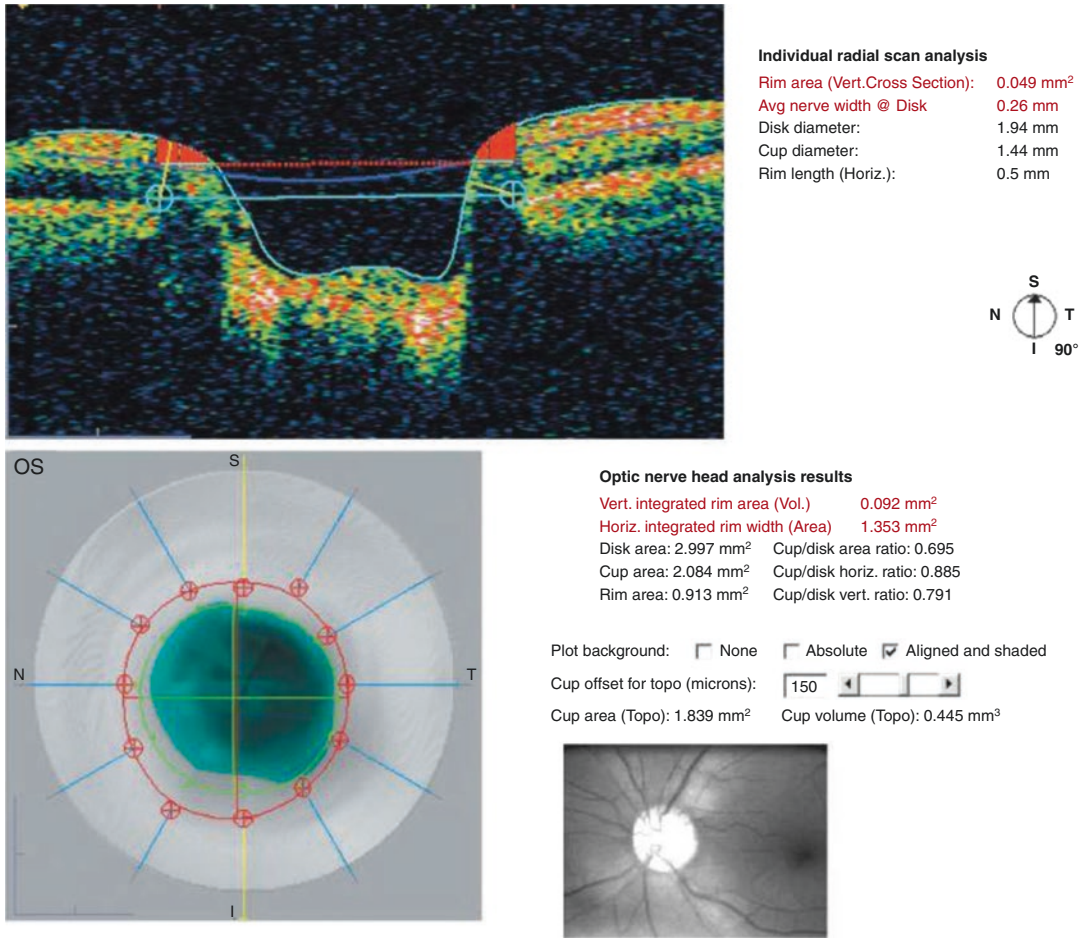 Individual radial scan analysis
Rim area (Vert.Cross Section): 0.049 mm²
Avg nerve width @ Disk 0.26 mm
Disk diameter: 1.94 mm
Cup diameter: 1.44 mm
Rim length (Horiz.): 0.5 mm
S
N T
I 90°
OS
S
N T
I
Optic nerve head analysis results
Vert. integrated rim area (Vol.) 0.092 mm²
Horiz. integrated rim width (Area) 1.353 mm²
Disk area: 2.997 mm² Cup/disk area ratio: 0.695
Cup area: 2.084 mm² Cup/disk horiz. ratio: 0.885
Rim area: 0.913 mm² Cup/disk vert. ratio: 0.791
Plot background: None Absolute Aligned and shaded
Cup offset for topo (microns): 150
Cup area (Topo): 1.839 mm² Cup volume (Topo): 0.445 mm³